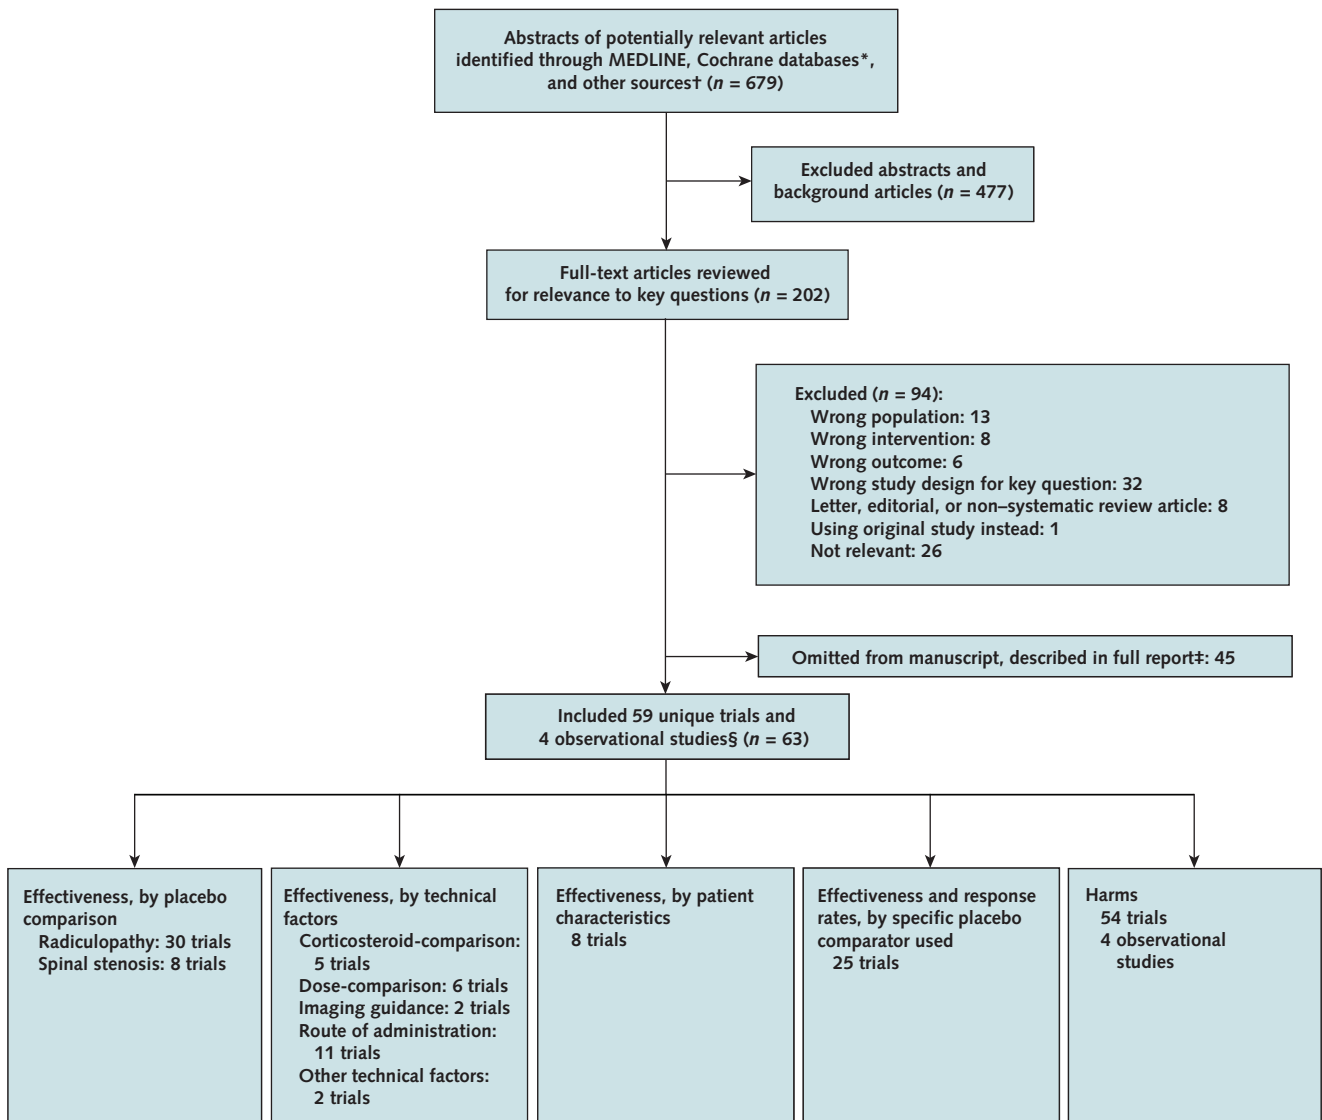 Abstracts of potentially relevant articles
identified through MEDLINE, Cochrane databases*,
and other sources† (n = 679)
Excluded abstracts and
background articles (n = 477)
Full-text articles reviewed
for relevance to key questions (n = 202)
Excluded (n = 94):
Wrong population: 13
Wrong intervention: 8
Wrong outcome: 6
Wrong study design for key question: 32
Letter, editorial, or non–systematic review article: 8
Using original study instead: 1
Not relevant: 26
Omitted from manuscript, described in full report‡: 45
Included 59 unique trials and
4 observational studies§ (n = 63)
Effectiveness, by placebo
comparison
Radiculopathy: 30 trials
Spinal stenosis: 8 trials
Effectiveness, by technical
factors
Corticosteroid-comparison:
5 trials
Dose-comparison: 6 trials
Imaging guidance: 2 trials
Route of administration:
11 trials
Other technical factors:
2 trials
Effectiveness, by patient
characteristics
8 trials
Effectiveness and response
rates, by specific placebo
comparator used
25 trials
Harms
54 trials
4 observational
studies